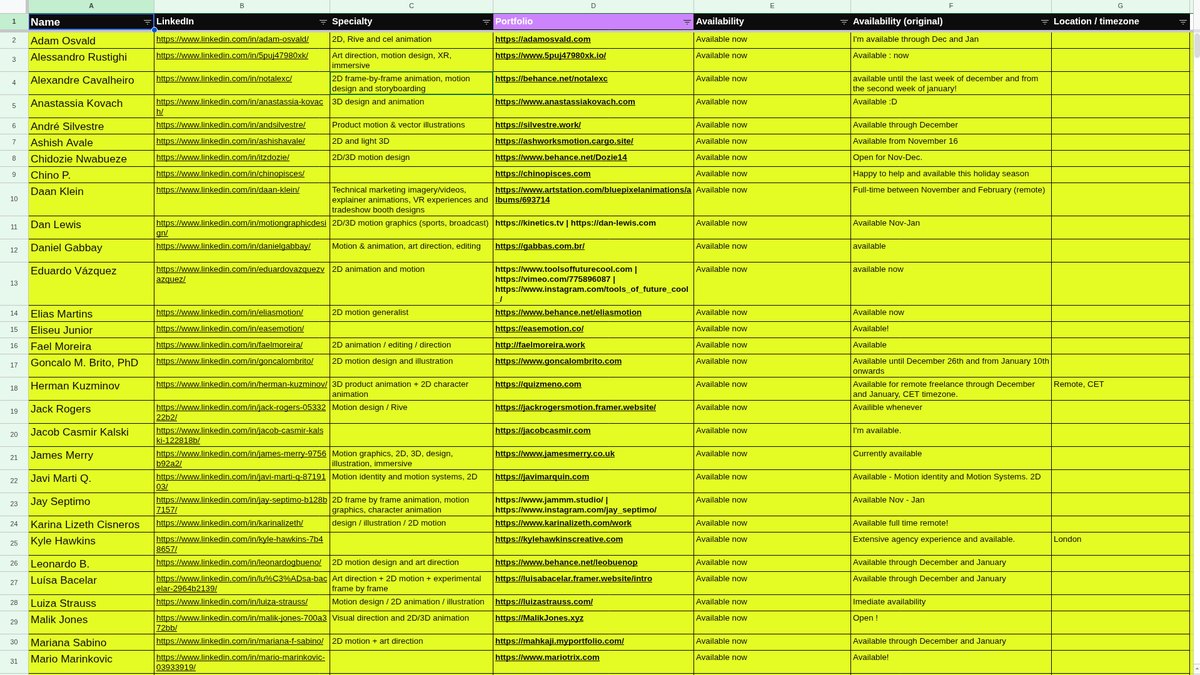 A B C D E F G
1 Name LinkedIn Specialty Portfolio Availability Availability (original) Location / timezone
2 Adam Osvald https://www.linkedin.com/in/adam-osvald/ 2D, Rive and cel animation https://adamosvald.com Available now I'm available through Dec and Jan
3 Alessandro Rustighi https://www.linkedin.com/in/5puj47980xk/ Art direction, motion design, XR, https://www.5puj47980xk.io/ Available now Available : now
immersive
4 Alexandre Cavalheiro https://www.linkedin.com/in/notalexc/ 2D frame-by-frame animation, motion https://behance.net/notalexc Available now available until the last week of december and from
design and storyboarding the second week of january!
5 Anastassia Kovach https://www.linkedin.com/in/anastassia-kovac 3D design and animation https://www.anastassiakovach.com Available now Available :D
h/
6 André Silvestre https://www.linkedin.com/in/andsilvestre/ Product motion & vector illustrations https://silvestre.work/ Available now Available through December
7 Ashish Avale https://www.linkedin.com/in/ashishavale/ 2D and light 3D https://ashworksmotion.cargo.site/ Available now Available from November 16
8 Chidozie Nwabueze https://www.linkedin.com/in/itzdozie/ 2D/3D motion design https://www.behance.net/Dozie14 Available now Open for Nov-Dec.
9 Chino P. https://www.linkedin.com/in/chinopisces/ https://chinopisces.com Available now Happy to help and available this holiday season
10 Daan Klein https://www.linkedin.com/in/daan-klein/ Technical marketing imagery/videos, https://www.artstation.com/bluepixelanimations/a Available now Full-time between November and February (remote)
explainer animations, VR experiences and lbums/693714
tradeshow booth designs
11 Dan Lewis https://www.linkedin.com/in/motiongraphicdesi 2D/3D motion graphics (sports, broadcast) https://kinetics.tv | https://dan-lewis.com Available now Available Nov-Jan
gn/
12 Daniel Gabbay https://www.linkedin.com/in/danielgabbay/ Motion & animation, art direction, editing https://gabbas.com.br/ Available now available
13 Eduardo Vázquez https://www.linkedin.com/in/eduardovazquezv 2D animation and motion https://www.toolsoffuturecool.com | Available now available now
azquez/ https://vimeo.com/775896087 |
https://www.instagram.com/tools_of_future_cool
_/
14 Elias Martins https://www.linkedin.com/in/eliasmotion/ 2D motion generalist https://www.behance.net/eliasmotion Available now Available now
15 Eliseu Junior https://www.linkedin.com/in/easemotion/ https://easemotion.co/ Available now Available!
16 Fael Moreira https://www.linkedin.com/in/faelmoreira/ 2D animation / editing / direction http://faelmoreira.work Available now Available
17 Goncalo M. Brito, PhD https://www.linkedin.com/in/goncalombrito/ 2D motion design and illustration https://www.goncalombrito.com Available now Available until December 26th and from January 10th
onwards
18 Herman Kuzminov https://www.linkedin.com/in/herman-kuzminov/ 3D product animation + 2D character https://quizmeno.com Available now Available for remote freelance through December Remote, CET
animation and January, CET timezone.
19 Jack Rogers https://www.linkedin.com/in/jack-rogers-05332 Motion design / Rive https://jackrogersmotion.framer.website/ Available now Availible whenever
22b2/
20 Jacob Casmir Kalski https://www.linkedin.com/in/jacob-casmir-kals https://jacobcasmir.com Available now I'm available.
ki-122818b/
21 James Merry https://www.linkedin.com/in/james-merry-9756 Motion graphics, 2D, 3D, design, https://www.jamesmerry.co.uk Available now Currently available
b92a2/ illustration, immersive
22 Javi Marti Q. https://www.linkedin.com/in/javi-marti-q-87191 Motion identity and motion systems, 2D https://javimarquin.com Available now Available - Motion identity and Motion Systems. 2D
03/
23 Jay Septimo https://www.linkedin.com/in/jay-septimo-b128b 2D frame by frame animation, motion https://www.jammm.studio/ | Available now Available Nov - Jan
7157/ graphics, character animation https://www.instagram.com/jay_septimo/
24 Karina Lizeth Cisneros https://www.linkedin.com/in/karinalizeth/ design / illustration / 2D motion https://www.karinalizeth.com/work Available now Available full time remote!
25 Kyle Hawkins https://www.linkedin.com/in/kyle-hawkins-7b4 https://kylehawkinscreative.com Available now Extensive agency experience and available. London
8657/
26 Leonardo B. https://www.linkedin.com/in/leonardogbueno/ 2D motion design and art direction https://www.behance.net/leobuenop Available now Available through December and January
27 Luísa Bacelar https://www.linkedin.com/in/lu%C3%ADsa-bac Art direction + 2D motion + experimental https://luisabacelar.framer.website/intro Available now Available through December and January
elar-2964b2139/ frame by frame
28 Luiza Strauss https://www.linkedin.com/in/luiza-strauss/ Motion design / 2D animation / illustration https://luizastrauss.com/ Available now Imediate availability
29 Malik Jones https://www.linkedin.com/in/malik-jones-700a3 Visual direction and 2D/3D animation https://MalikJones.xyz Available now Open !
72bb/
30 Mariana Sabino https://www.linkedin.com/in/mariana-f-sabino/ 2D motion + art direction https://mahkaji.myportfolio.com/ Available now Available through December and January
31 Mario Marinkovic https://www.linkedin.com/in/mario-marinkovic- https://www.mariotrix.com Available now Available!
03933919/